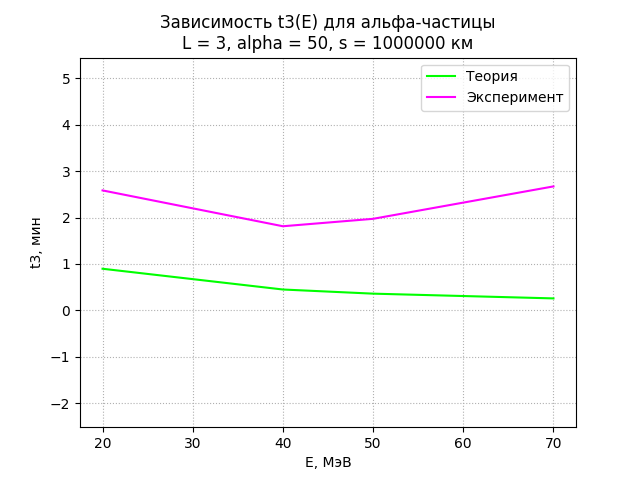 Зависимость t3(E) для альфа-частицы
L = 3, alpha = 50, s = 1000000 км
Теория
Эксперимент
5
4
3
2
1
0
−1
−2
t3, мин
20 30 40 50 60 70
E, МэВ